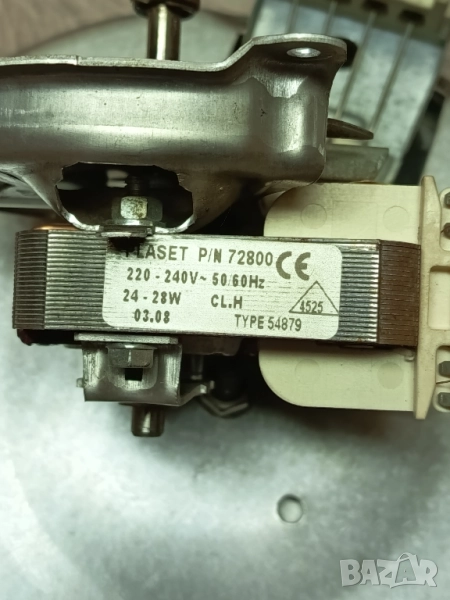 PLASET P/N 72800 CE
220 - 240V~ 50/60Hz
24 - 28W CL.H
4525
03.08 TYPE 54879
BAZAR